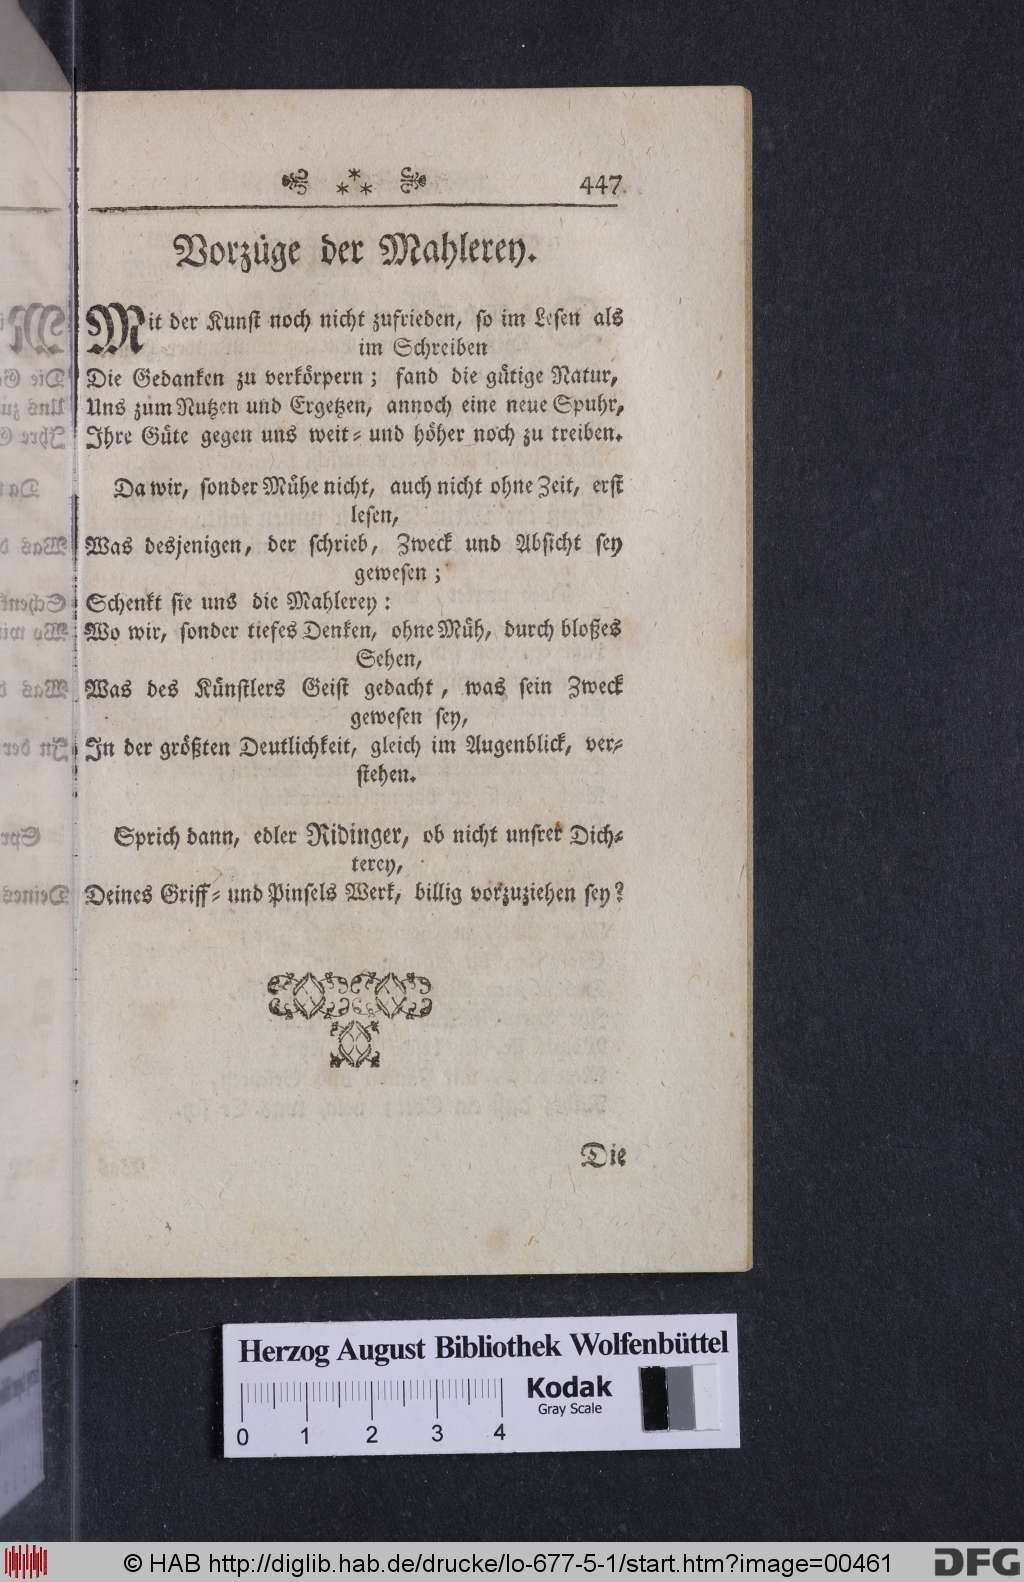 447
Vorzüge der Mahlerey.
Mit der Kunst noch nicht zufrieden, so im Lesen als
im Schreiben
Die Gedanken zu verkörpern; fand die gütige Natur,
Uns zum Nutzen und Ergetzen, annoch eine neue Spuhr,
Ihre Güte gegen uns weit- und höher noch zu treiben.
Da wir, sonder Mühe nicht, auch nicht ohne Zeit, erst
lesen,
Was desjenigen, der schrieb, Zweck und Absicht sey
gewesen;
Schenkt sie uns die Mahlerey:
Wo wir, sonder tiefes Denken, ohne Müh, durch bloßes
Sehen,
Was des Künstlers Geist gedacht, was sein Zweck
gewesen sey,
In der größten Deutlichkeit, gleich im Augenblick, ver-
stehen.
Sprich dann, edler Ridinger, ob nicht unsrer Dich-
terey,
Deines Griff- und Pinsels Werk, billig vorzuziehen sey?
Die
Herzog August Bibliothek Wolfenbüttel
0 1 2 3 4
Kodak
Gray Scale
© HAB http://diglib.hab.de/drucke/lo-677-5-1/start.htm?image=00461
DFG